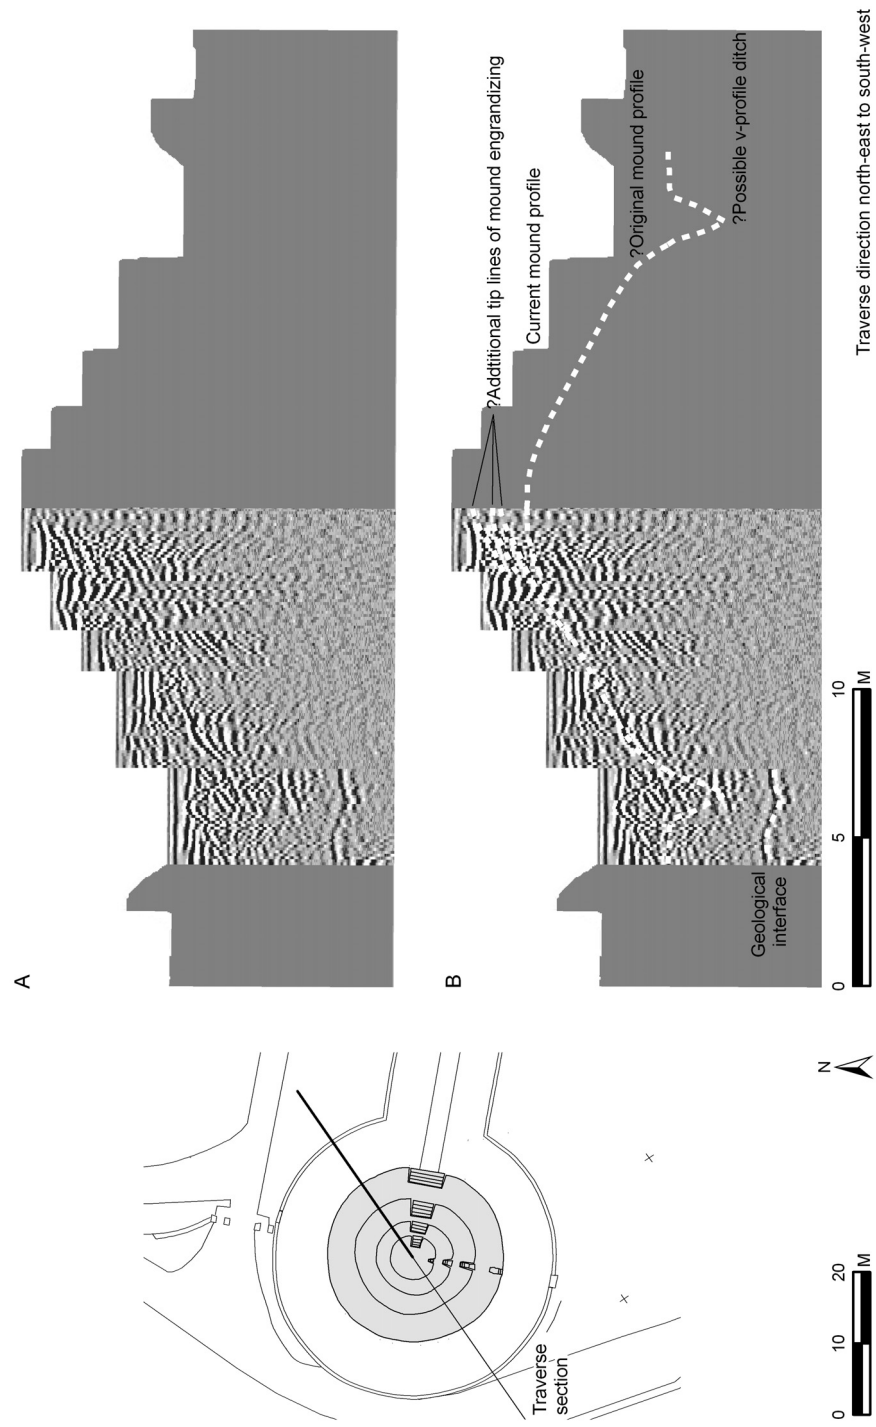 A
B
?Addtitional tip lines of mound engrandizing
Current mound profile
?Original mound profile
?Possible v-profile ditch
Geological
interface
0 5 10 M
Traverse direction north-east to south-west
Traverse
section
N
0 10 20 M